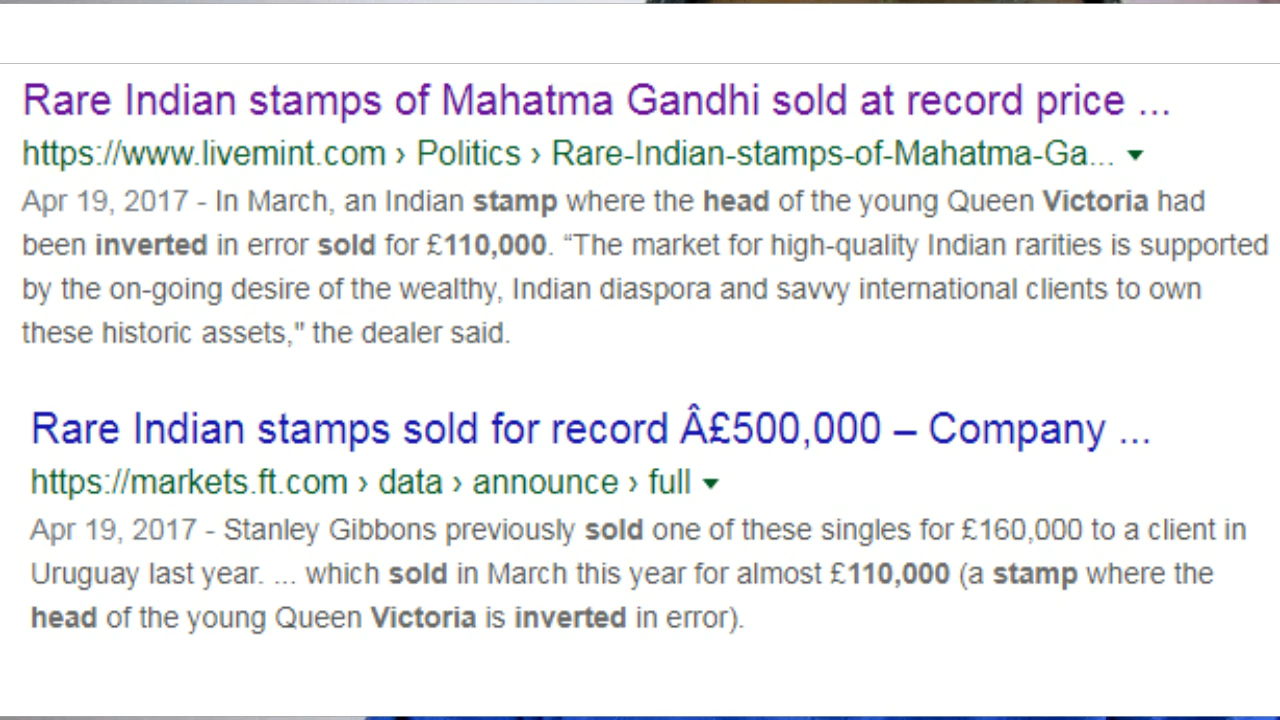 Rare Indian stamps of Mahatma Gandhi sold at record price ...
https://www.livemint.com › Politics › Rare-Indian-stamps-of-Mahatma-Ga...
Apr 19, 2017 - In March, an Indian stamp where the head of the young Queen Victoria had
been inverted in error sold for £110,000. “The market for high-quality Indian rarities is supported
by the on-going desire of the wealthy, Indian diaspora and savvy international clients to own
these historic assets," the dealer said.
Rare Indian stamps sold for record Â£500,000 – Company ...
https://markets.ft.com › data › announce › full
Apr 19, 2017 - Stanley Gibbons previously sold one of these singles for £160,000 to a client in
Uruguay last year. ... which sold in March this year for almost £110,000 (a stamp where the
head of the young Queen Victoria is inverted in error).